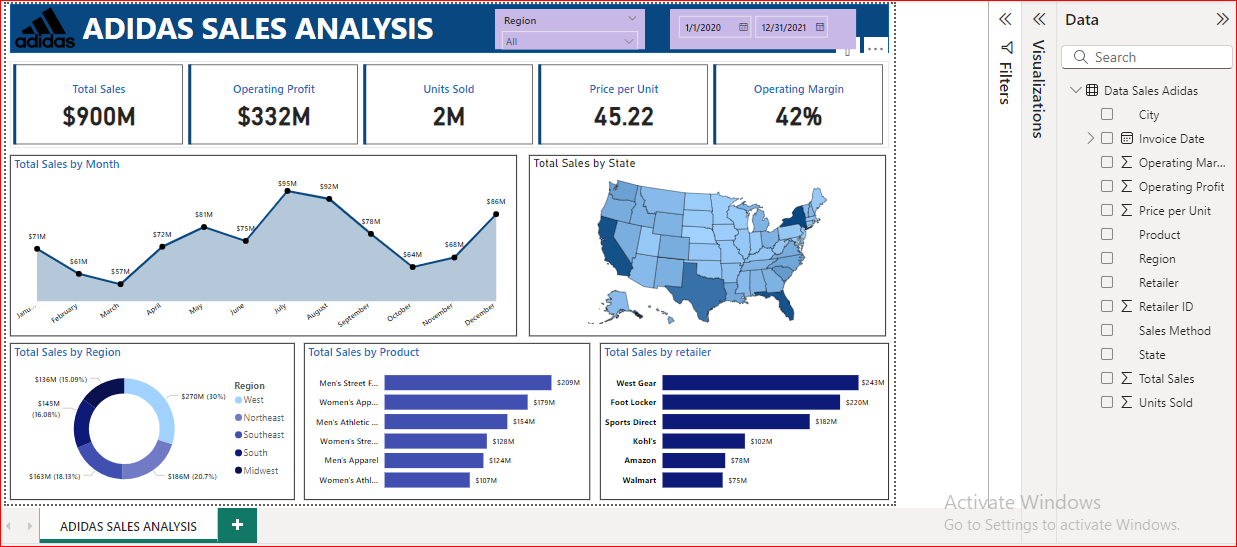 adidas
ADIDAS SALES ANALYSIS
Region
All
1/1/2020
12/31/2021
Total Sales
$900M
Operating Profit
$332M
Units Sold
2M
Price per Unit
45.22
Operating Margin
42%
Total Sales by Month
$71M
$61M
$57M
$72M
$81M
$75M
$95M
$92M
$78M
$64M
$68M
$86M
Janu...
February
March
April
May
June
July
August
September
October
November
December
Total Sales by State
Total Sales by Region
$136M (15.09%)
$145M
(16.08%)
$163M (18.13%)
$270M (30%)
$186M (20.7%)
Region
West
Northeast
Southeast
South
Midwest
Total Sales by Product
Men's Street F... $209M
Women's App... $179M
Men's Athletic ... $154M
Women's Stre... $128M
Men's Apparel $124M
Women's Athl... $107M
Total Sales by retailer
West Gear $243M
Foot Locker $220M
Sports Direct $182M
Kohl's $102M
Amazon $78M
Walmart $75M
ADIDAS SALES ANALYSIS
Filters
Visualizations
Data
Search
Data Sales Adidas
City
Invoice Date
Operating Mar...
Operating Profit
Price per Unit
Product
Region
Retailer
Retailer ID
Sales Method
State
Total Sales
Units Sold
Activate Windows
Go to Settings to activate Windows.